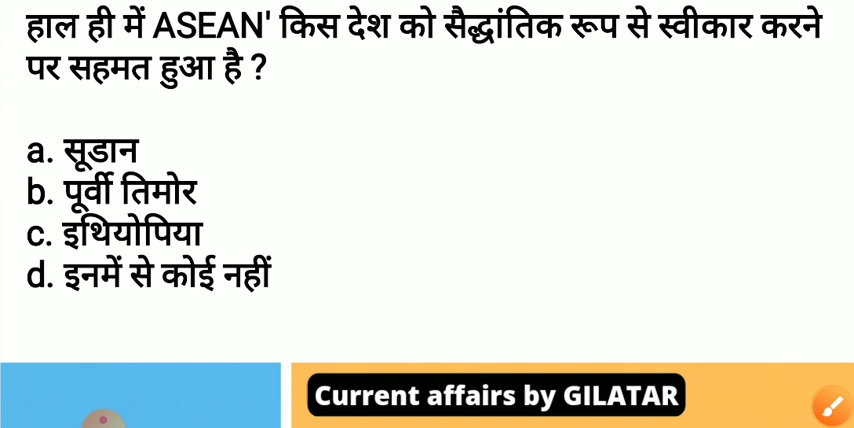 हाल ही में ASEAN' किस देश को सैद्धांतिक रूप से स्वीकार करने
पर सहमत हुआ है ?
a. सूडान
b. पूर्वी तिमोर
c. इथियोपिया
d. इनमें से कोई नहीं
Current affairs by GILATAR